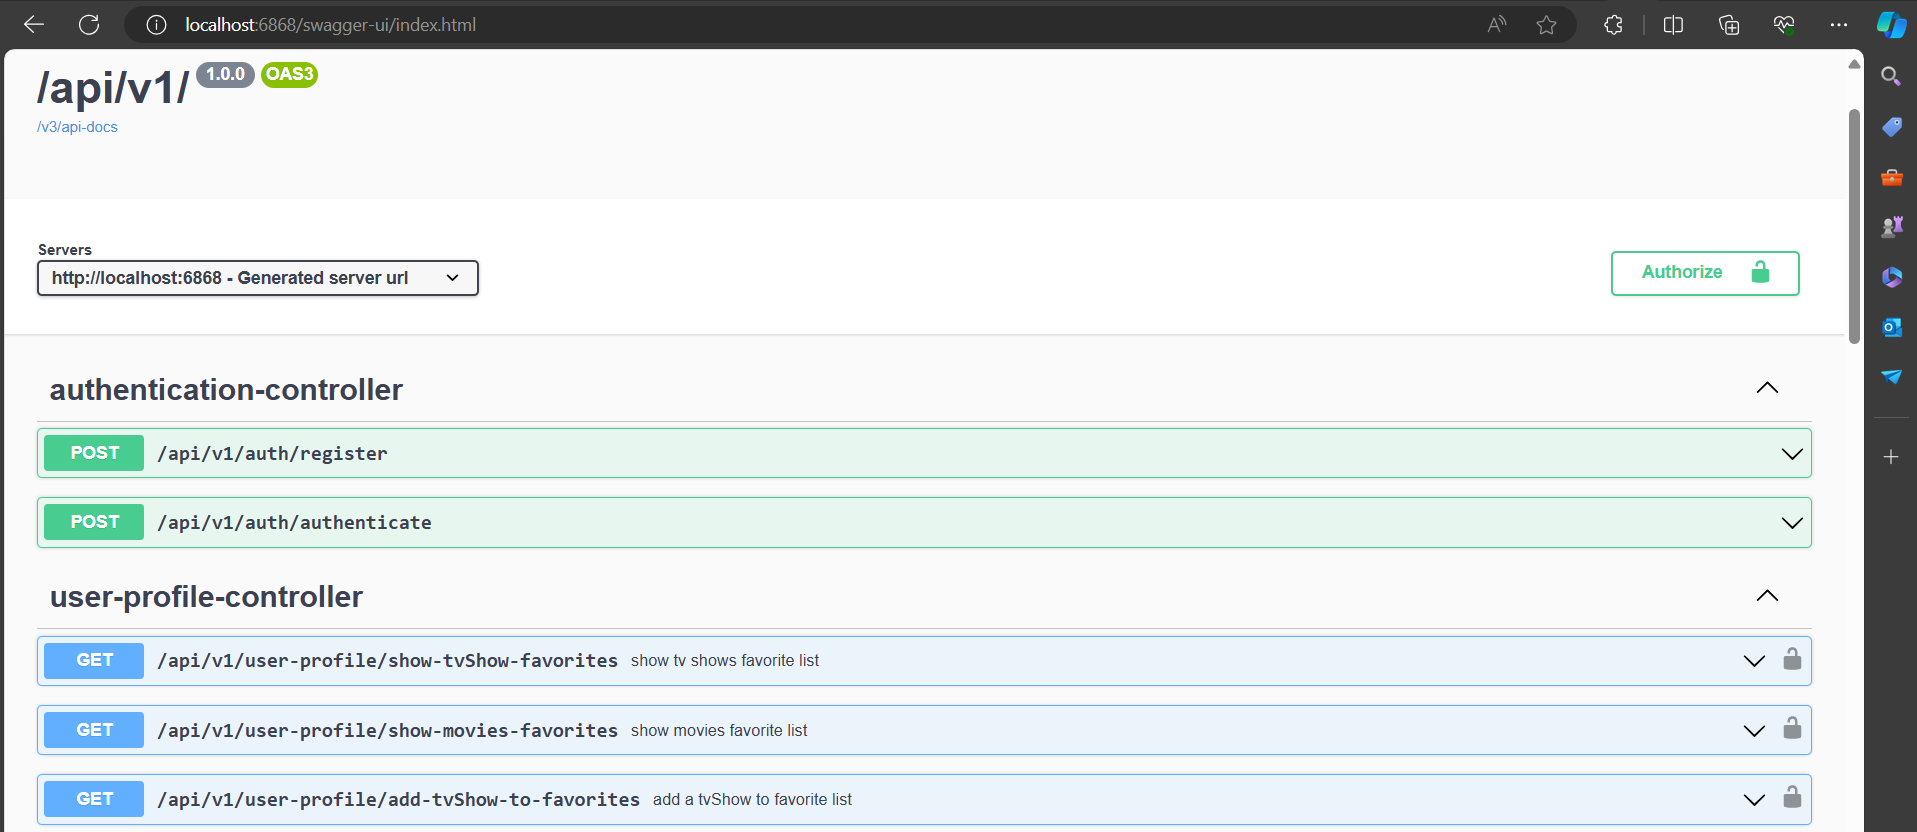 localhost:6868/swagger-ui/index.html
/api/v1/ 1.0.0 OAS3
/v3/api-docs
Servers
http://localhost:6868 - Generated server url
Authorize
authentication-controller
POST /api/v1/auth/register
POST /api/v1/auth/authenticate
user-profile-controller
GET /api/v1/user-profile/show-tvShow-favorites show tv shows favorite list
GET /api/v1/user-profile/show-movies-favorites show movies favorite list
GET /api/v1/user-profile/add-tvShow-to-favorites add a tvShow to favorite list